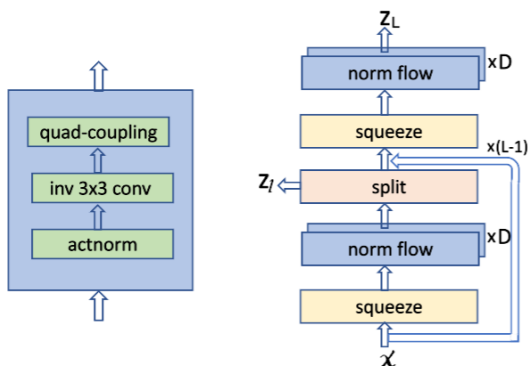 quad-coupling
inv 3x3 conv
actnorm
Z_L
norm flow
xD
squeeze
x(L-1)
Z_l
split
norm flow
xD
squeeze
x